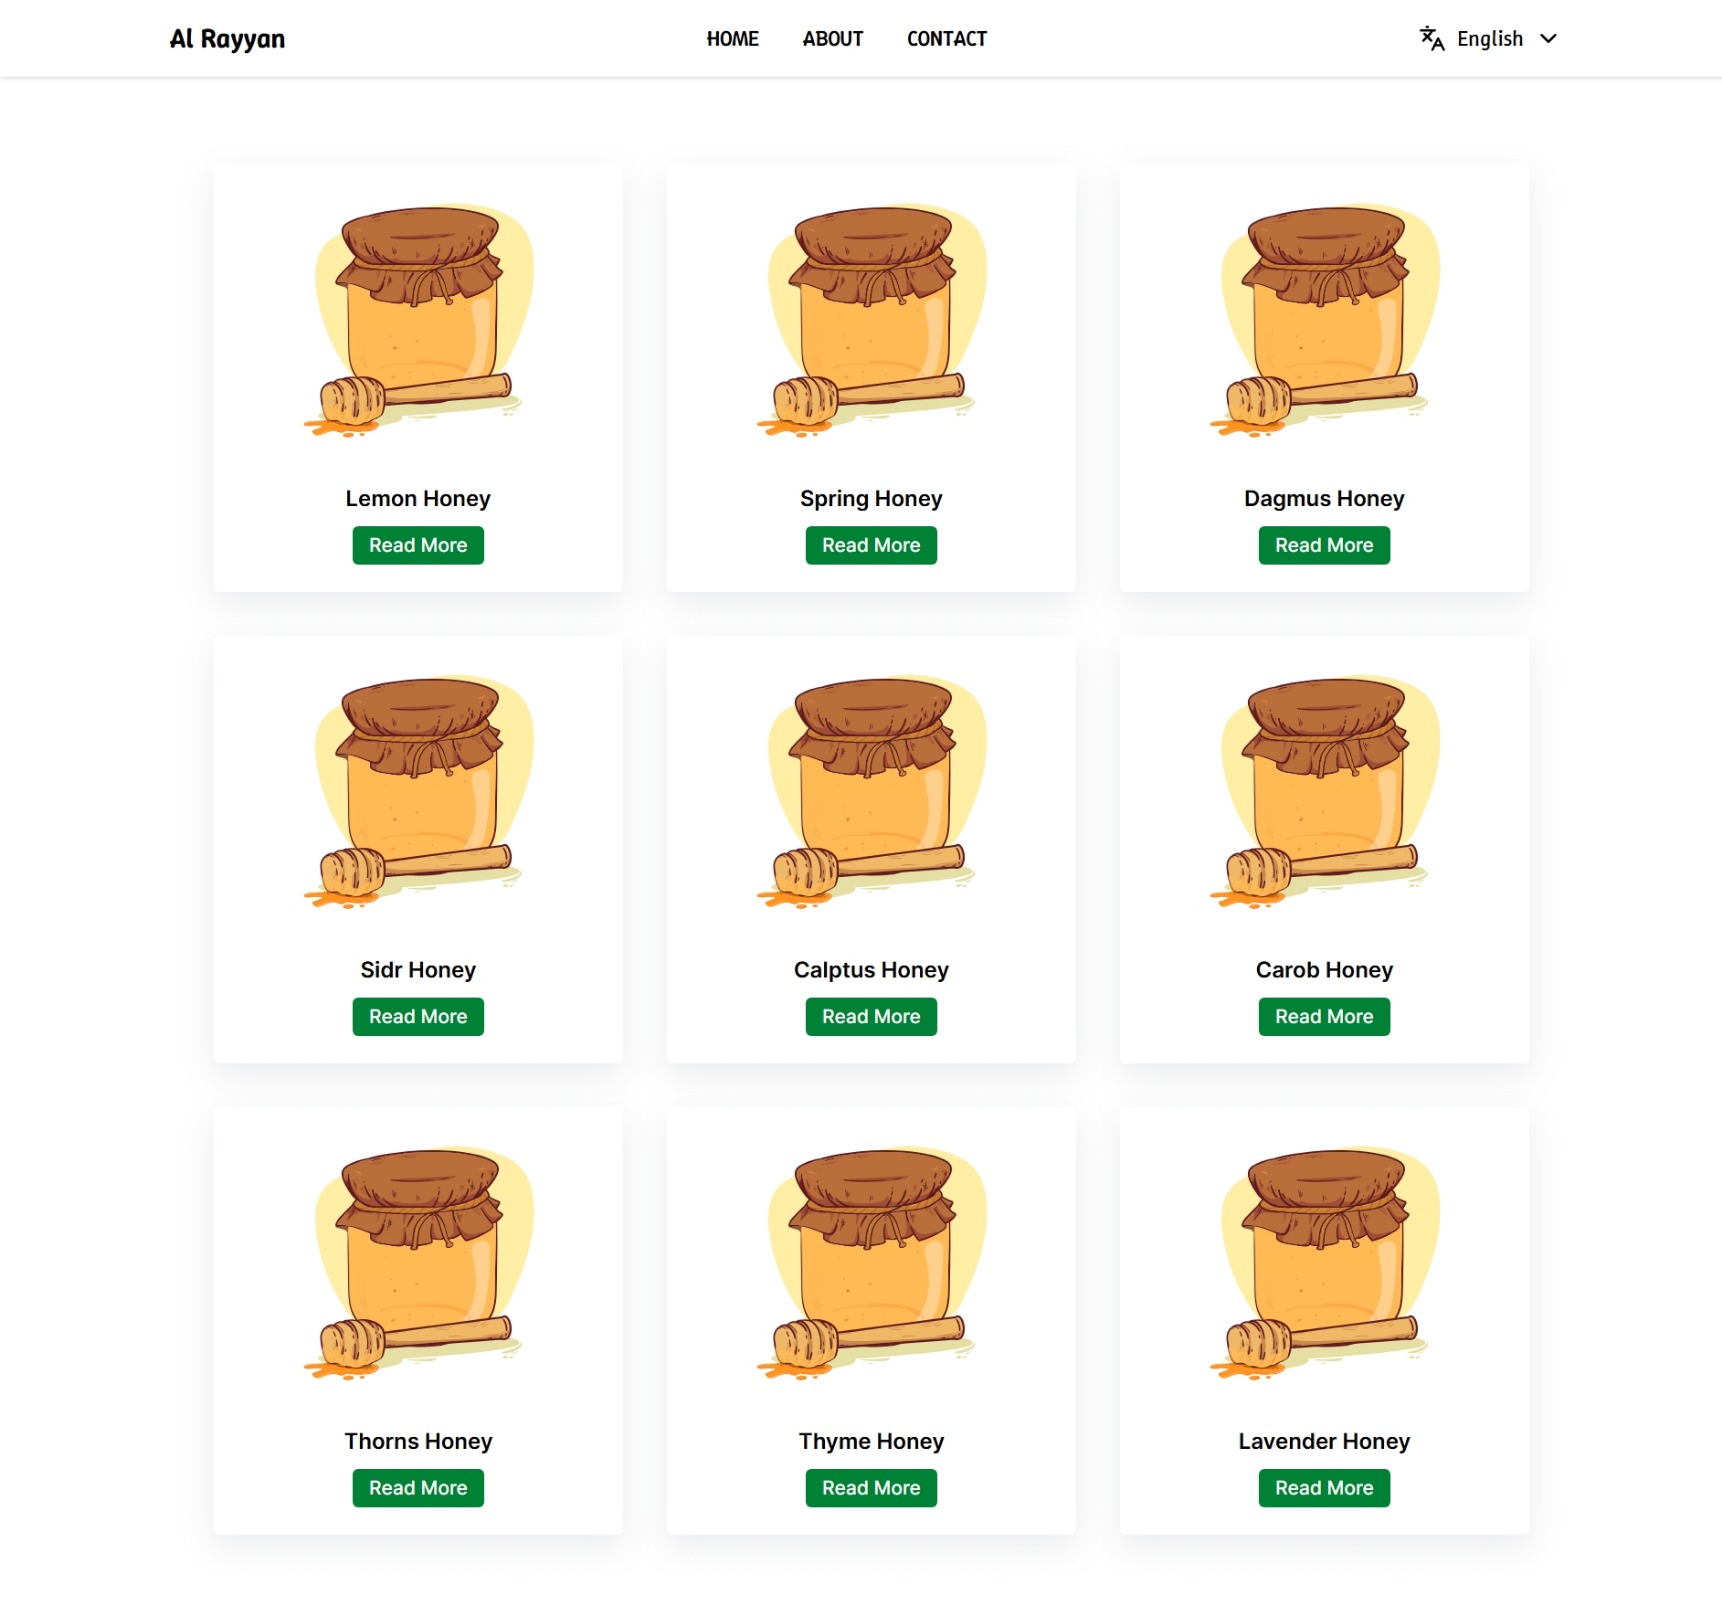 Al Rayyan
HOME ABOUT CONTACT
English
Lemon Honey
Read More
Spring Honey
Read More
Dagmus Honey
Read More
Sidr Honey
Read More
Calptus Honey
Read More
Carob Honey
Read More
Thorns Honey
Read More
Thyme Honey
Read More
Lavender Honey
Read More